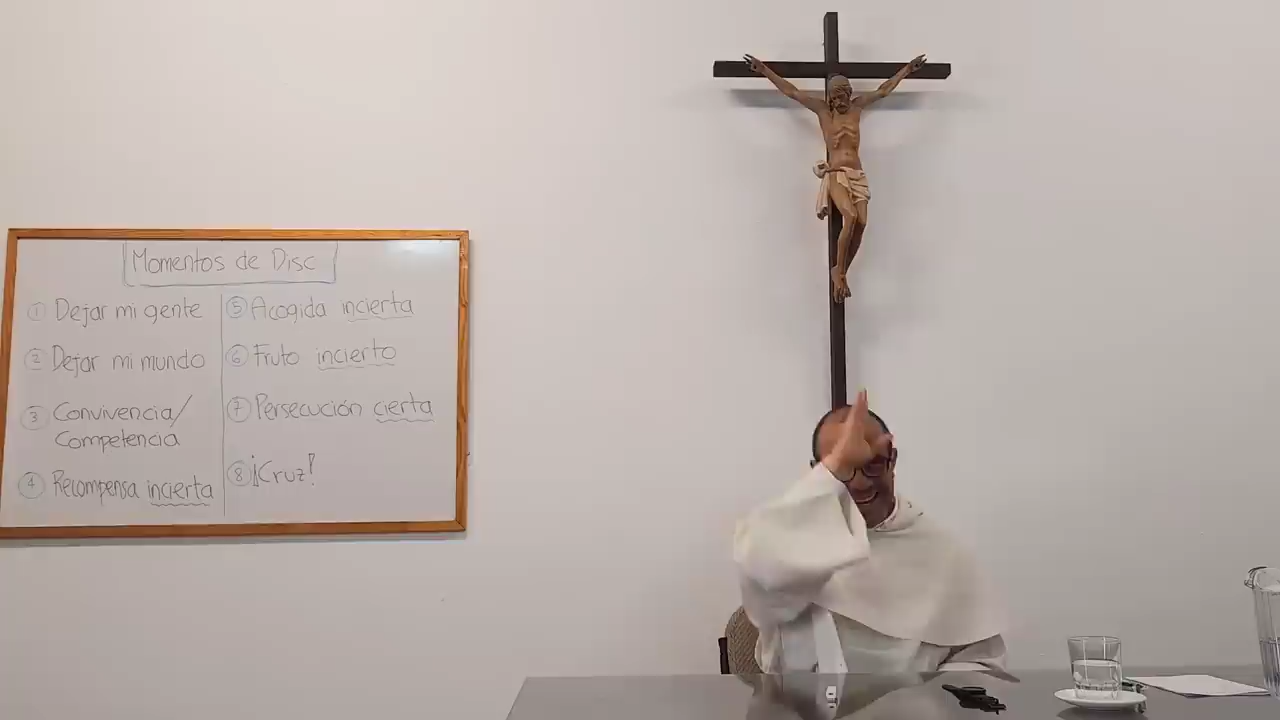 Momentos de Disc
① Dejar mi gente
② Dejar mi mundo
③ Convivencia/
Competencia
④ Recompensa incierta
⑤ Acogida incierta
⑥ Fruto incierto
⑦ Persecución cierta
⑧ ¡Cruz!